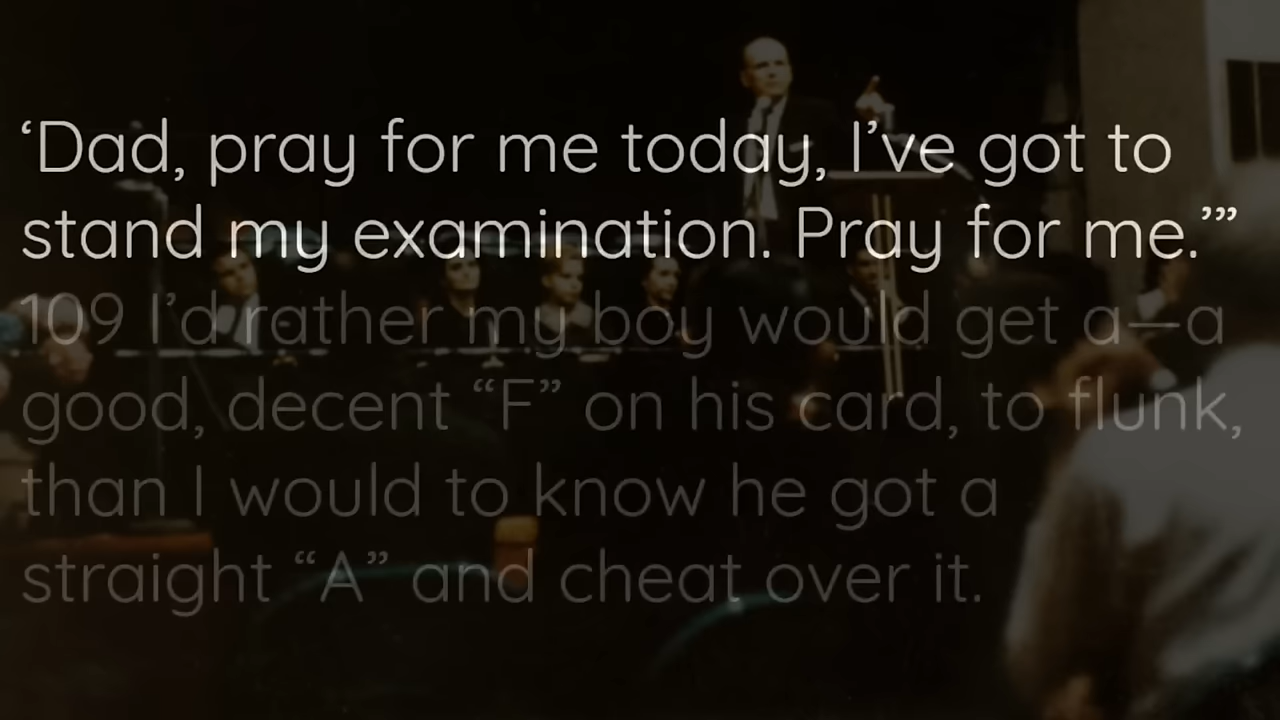 ‘Dad, pray for me today, I’ve got to
stand my examination. Pray for me.’”
109 I’d rather my boy would get a—a
good, decent “F” on his card, to flunk,
than I would to know he got a
straight “A” and cheat over it.